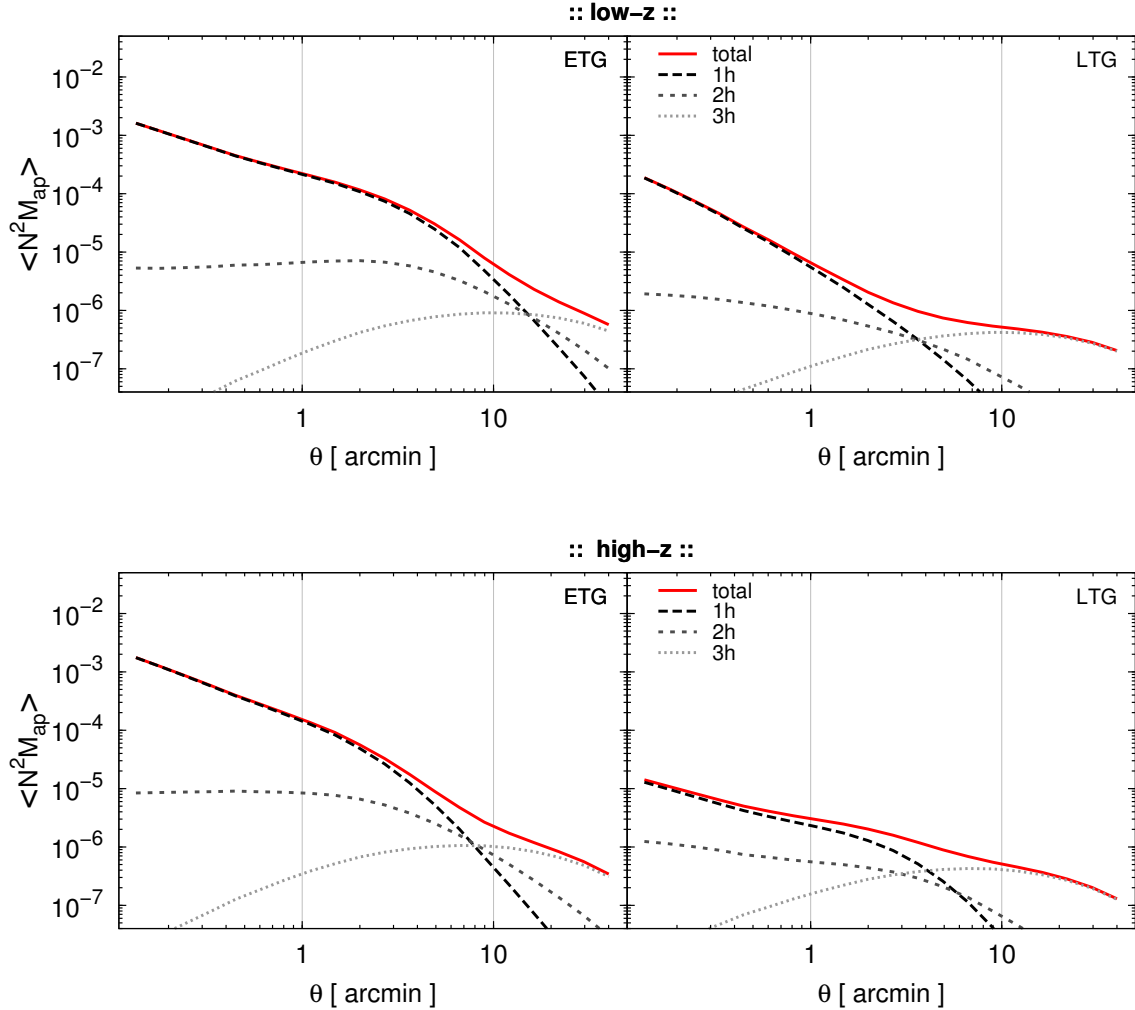 :: low−z ::
ETG
total
1h
2h
3h
LTG
<N²Map>
10⁻²
10⁻³
10⁻⁴
10⁻⁵
10⁻⁶
10⁻⁷
1 10 1 10
θ [ arcmin ] θ [ arcmin ]
:: high−z ::
ETG
total
1h
2h
3h
LTG
<N²Map>
10⁻²
10⁻³
10⁻⁴
10⁻⁵
10⁻⁶
10⁻⁷
1 10 1 10
θ [ arcmin ] θ [ arcmin ]